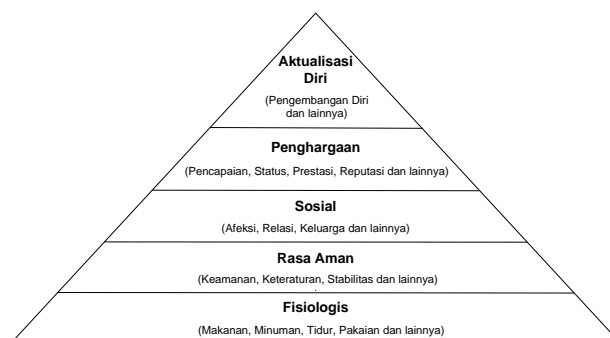 Aktualisasi
Diri
(Pengembangan Diri
dan lainnya)
Penghargaan
(Pencapaian, Status, Prestasi, Reputasi dan lainnya)
Sosial
(Afeksi, Relasi, Keluarga dan lainnya)
Rasa Aman
(Keamanan, Keteraturan, Stabilitas dan lainnya)
Fisiologis
(Makanan, Minuman, Tidur, Pakaian dan lainnya)